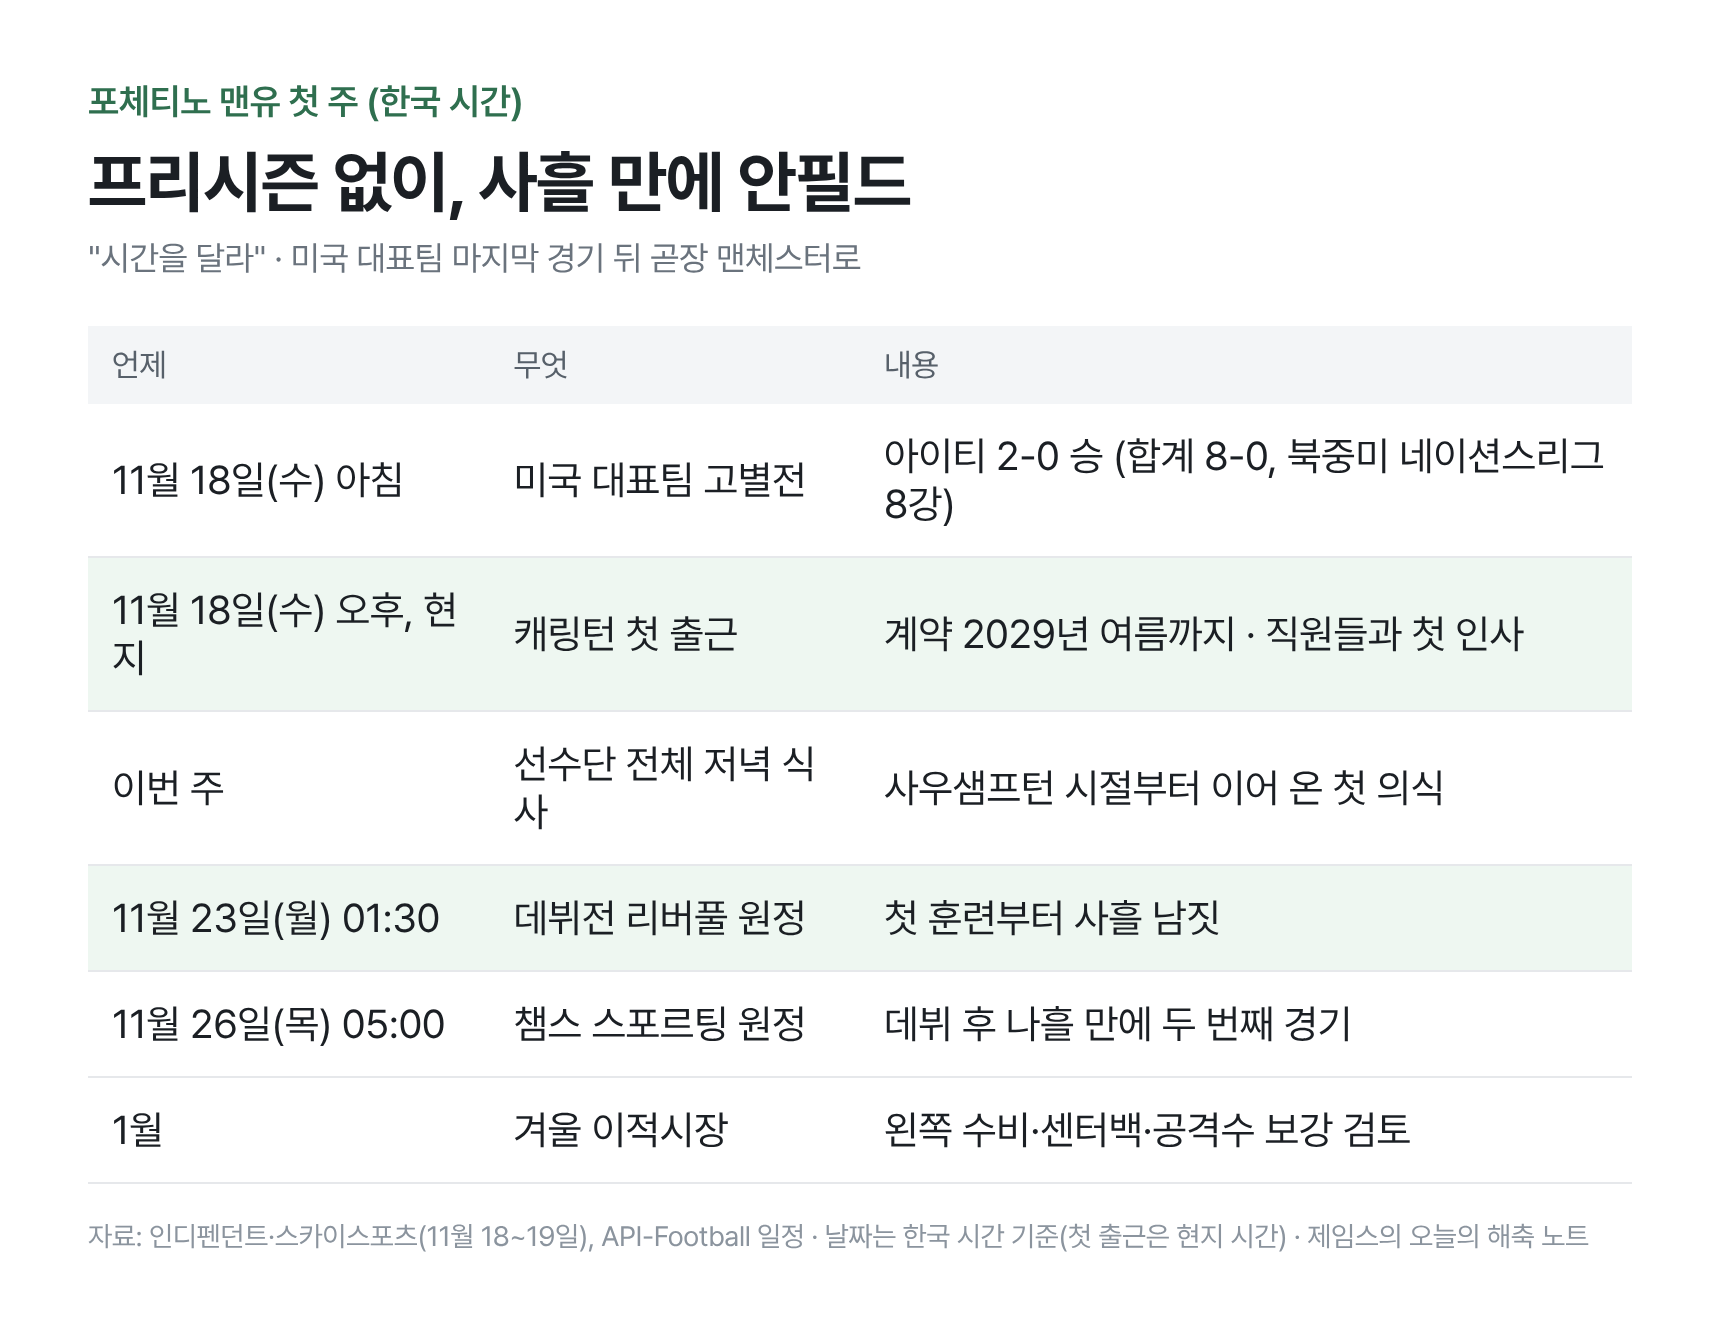 포체티노 맨유 첫 주 (한국 시간)
프리시즌 없이, 사흘 만에 안필드
"시간을 달라" · 미국 대표팀 마지막 경기 뒤 곧장 맨체스터로
언제 무엇 내용
11월 18일(수) 아침 미국 대표팀 고별전 아이티 2-0 승 (합계 8-0, 북중미 네이션스리그
8강)
11월 18일(수) 오후, 현
지 캐링턴 첫 출근 계약 2029년 여름까지 · 직원들과 첫 인사
이번 주 선수단 전체 저녁 식
사 사우샘프턴 시절부터 이어 온 첫 의식
11월 23일(월) 01:30 데뷔전 리버풀 원정 첫 훈련부터 사흘 남짓
11월 26일(목) 05:00 챔스 스포르팅 원정 데뷔 후 나흘 만에 두 번째 경기
1월 겨울 이적시장 왼쪽 수비·센터백·공격수 보강 검토
자료: 인디펜던트·스카이스포츠(11월 18~19일), API-Football 일정 · 날짜는 한국 시간 기준(첫 출근은 현지 시간) · 제임스의 오늘의 해축 노트